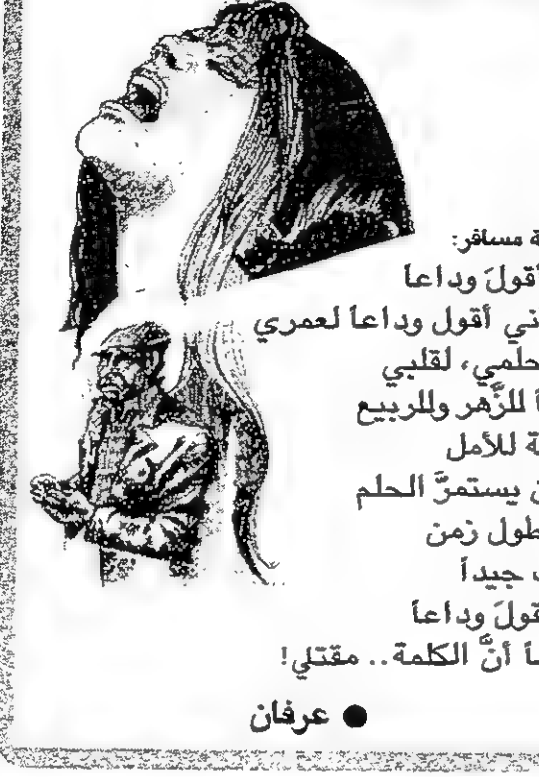 ة مسافر:
أقولَ وداعاً
ني أقول وداعاً لعمري
حلمي، لقلبي
اً للزَّهر وللربيع
ة للأمل
ن يستمرَّ الحلم
طول زمن
جيداً
قولَ وداعاً
اً أنَّ الكلمة.. مقتلي!
● عرفان